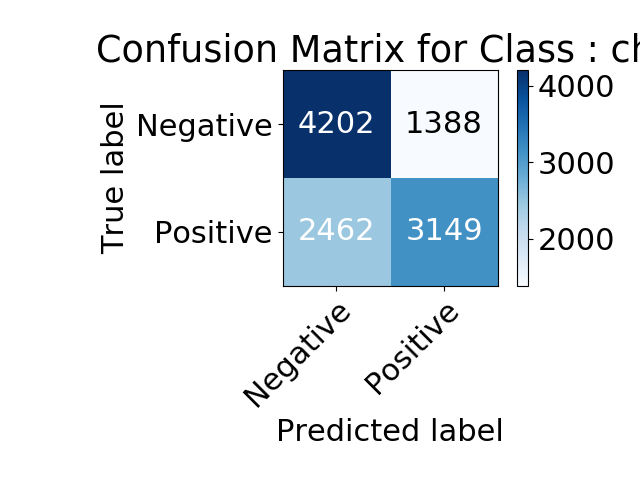 Confusion Matrix for Class :
True label
Negative 4202 1388
Positive 2462 3149
4000
3000
2000
Negative
Positive
Predicted label